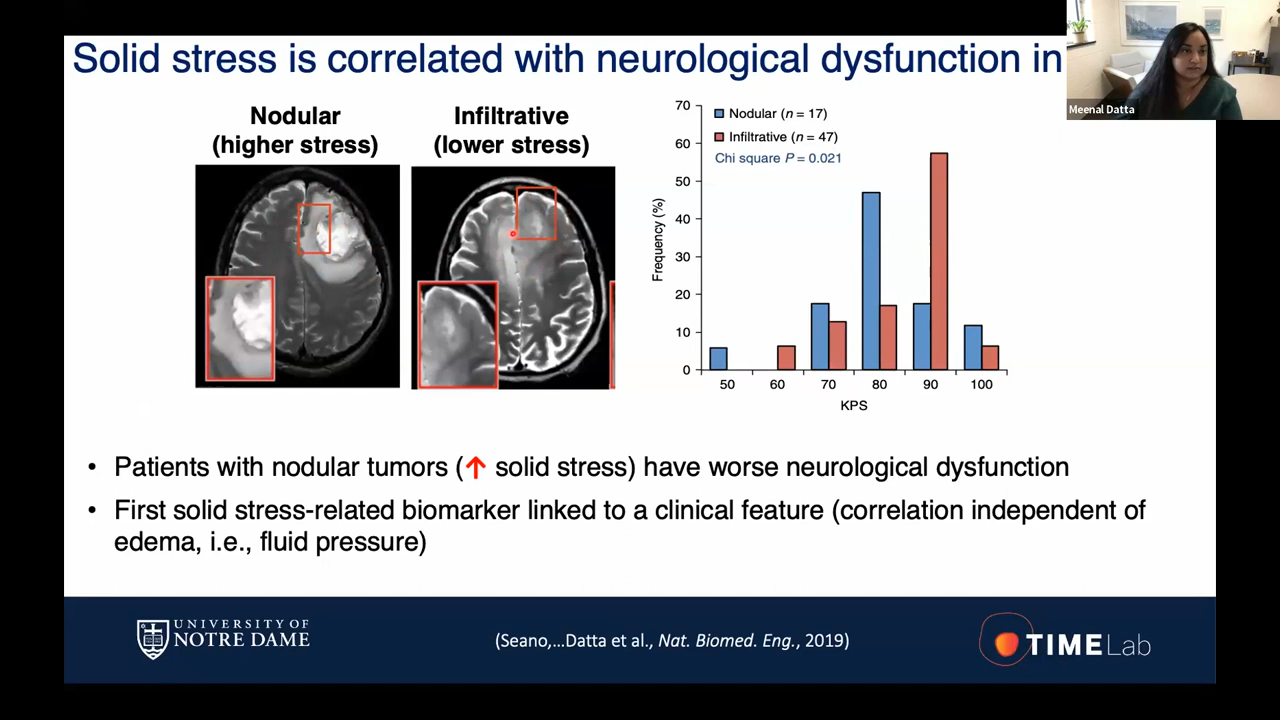 Solid stress is correlated with neurological dysfunction in
Meenal Datta
Nodular
(higher stress)
Infiltrative
(lower stress)
Nodular (n = 17)
Infiltrative (n = 47)
Chi square P = 0.021
Frequency (%)
70
60
50
40
30
20
10
0
50 60 70 80 90 100
KPS
• Patients with nodular tumors (↑ solid stress) have worse neurological dysfunction
• First solid stress-related biomarker linked to a clinical feature (correlation independent of
edema, i.e., fluid pressure)
UNIVERSITY OF
NOTRE DAME
(Seano,...Datta et al., Nat. Biomed. Eng., 2019)
TIME Lab